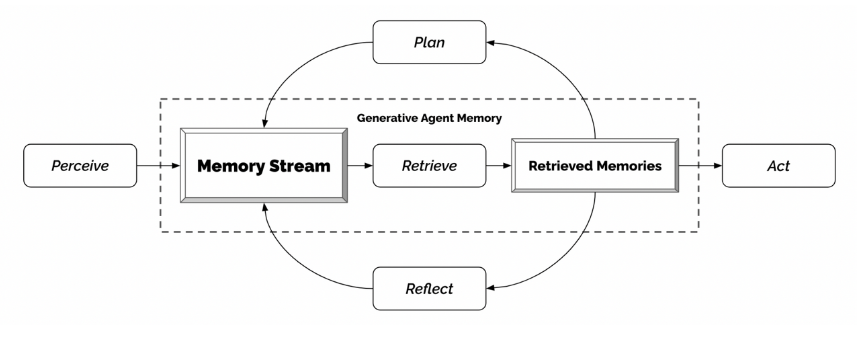 Plan
Generative Agent Memory
Perceive
Memory Stream
Retrieve
Retrieved Memories
Act
Reflect